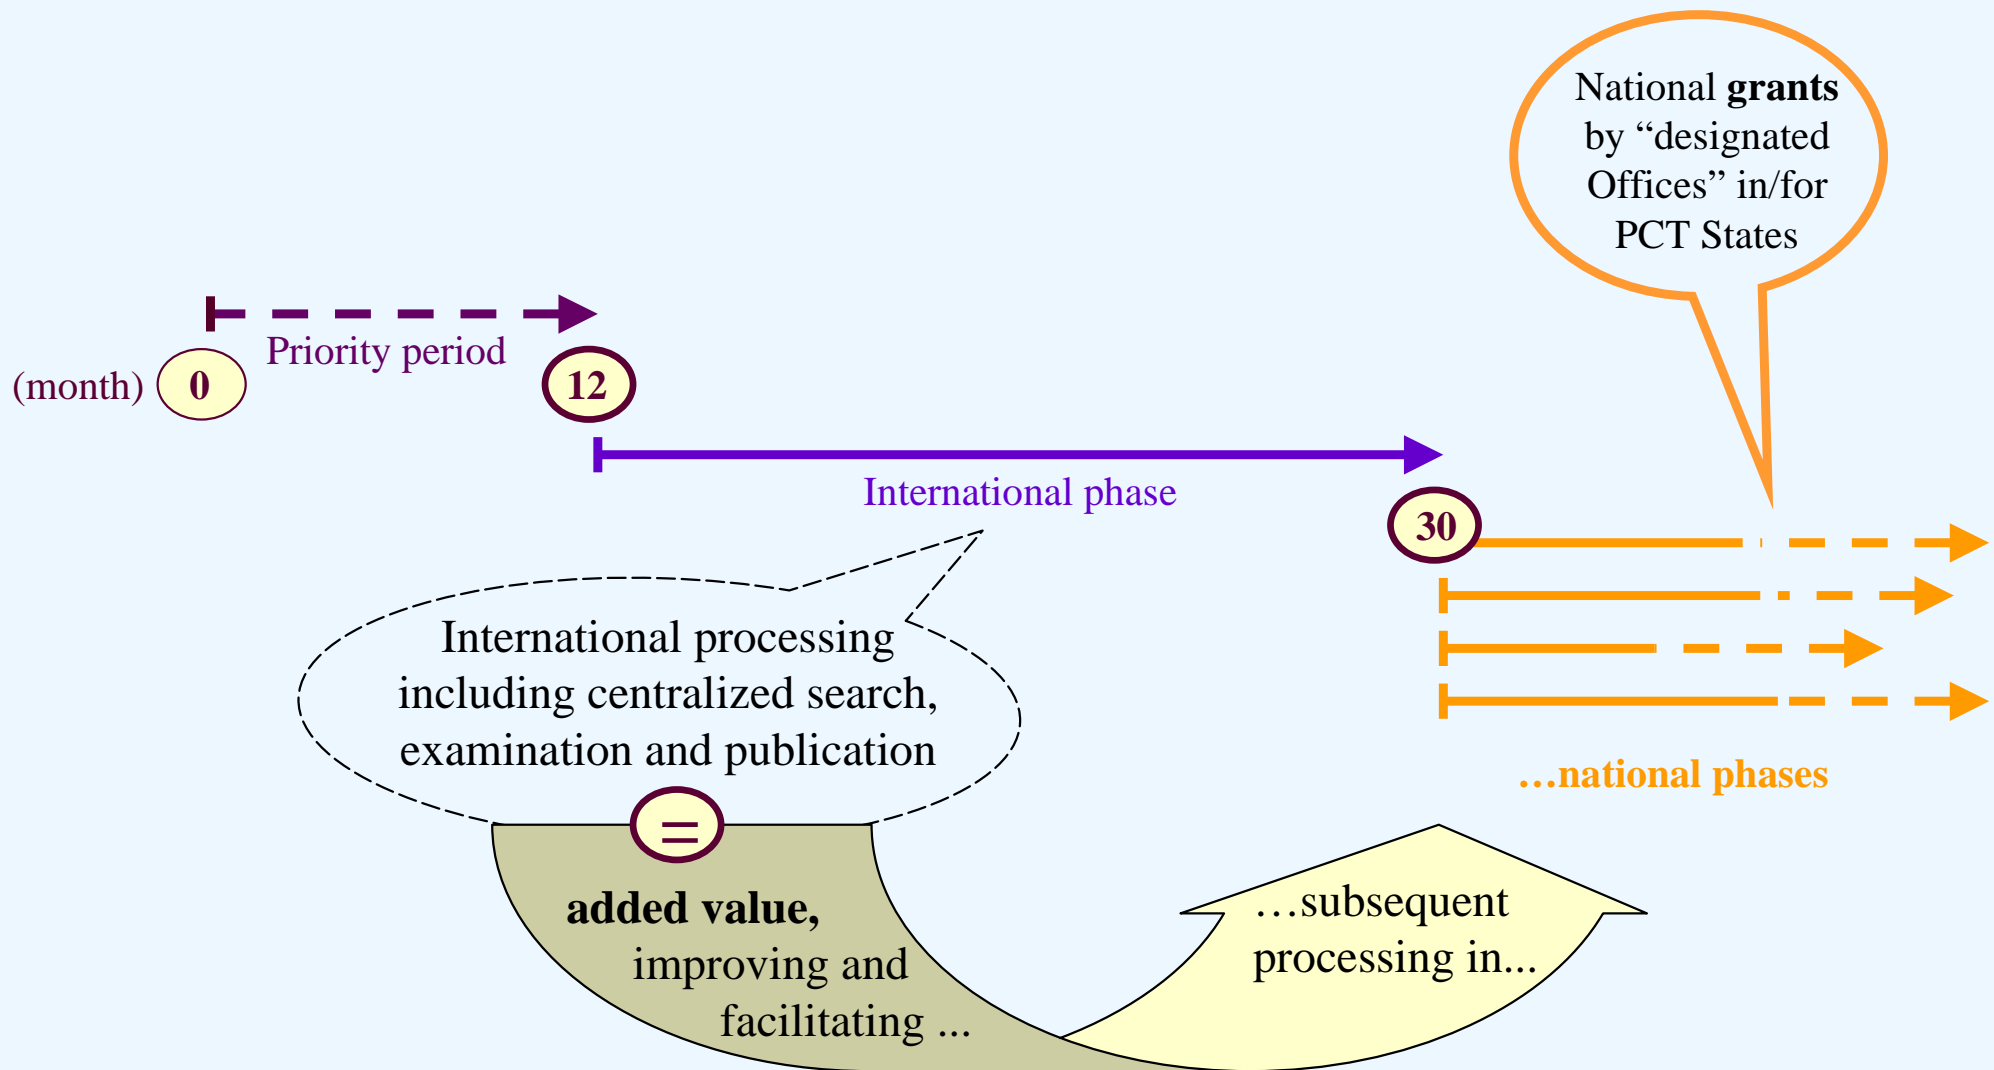 National grants
by “designated
Offices” in/for
PCT States
Priority period
(month)
0
12
International phase
30
International processing
including centralized search,
examination and publication
=
added value,
improving and
facilitating ...
…subsequent
processing in...
…national phases